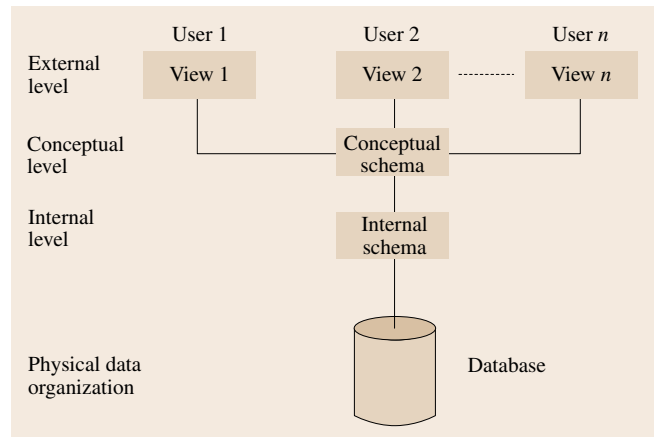 User 1 User 2 User n
External
level
View 1 View 2 View n
Conceptual
level
Conceptual
schema
Internal
level
Internal
schema
Physical data
organization
Database